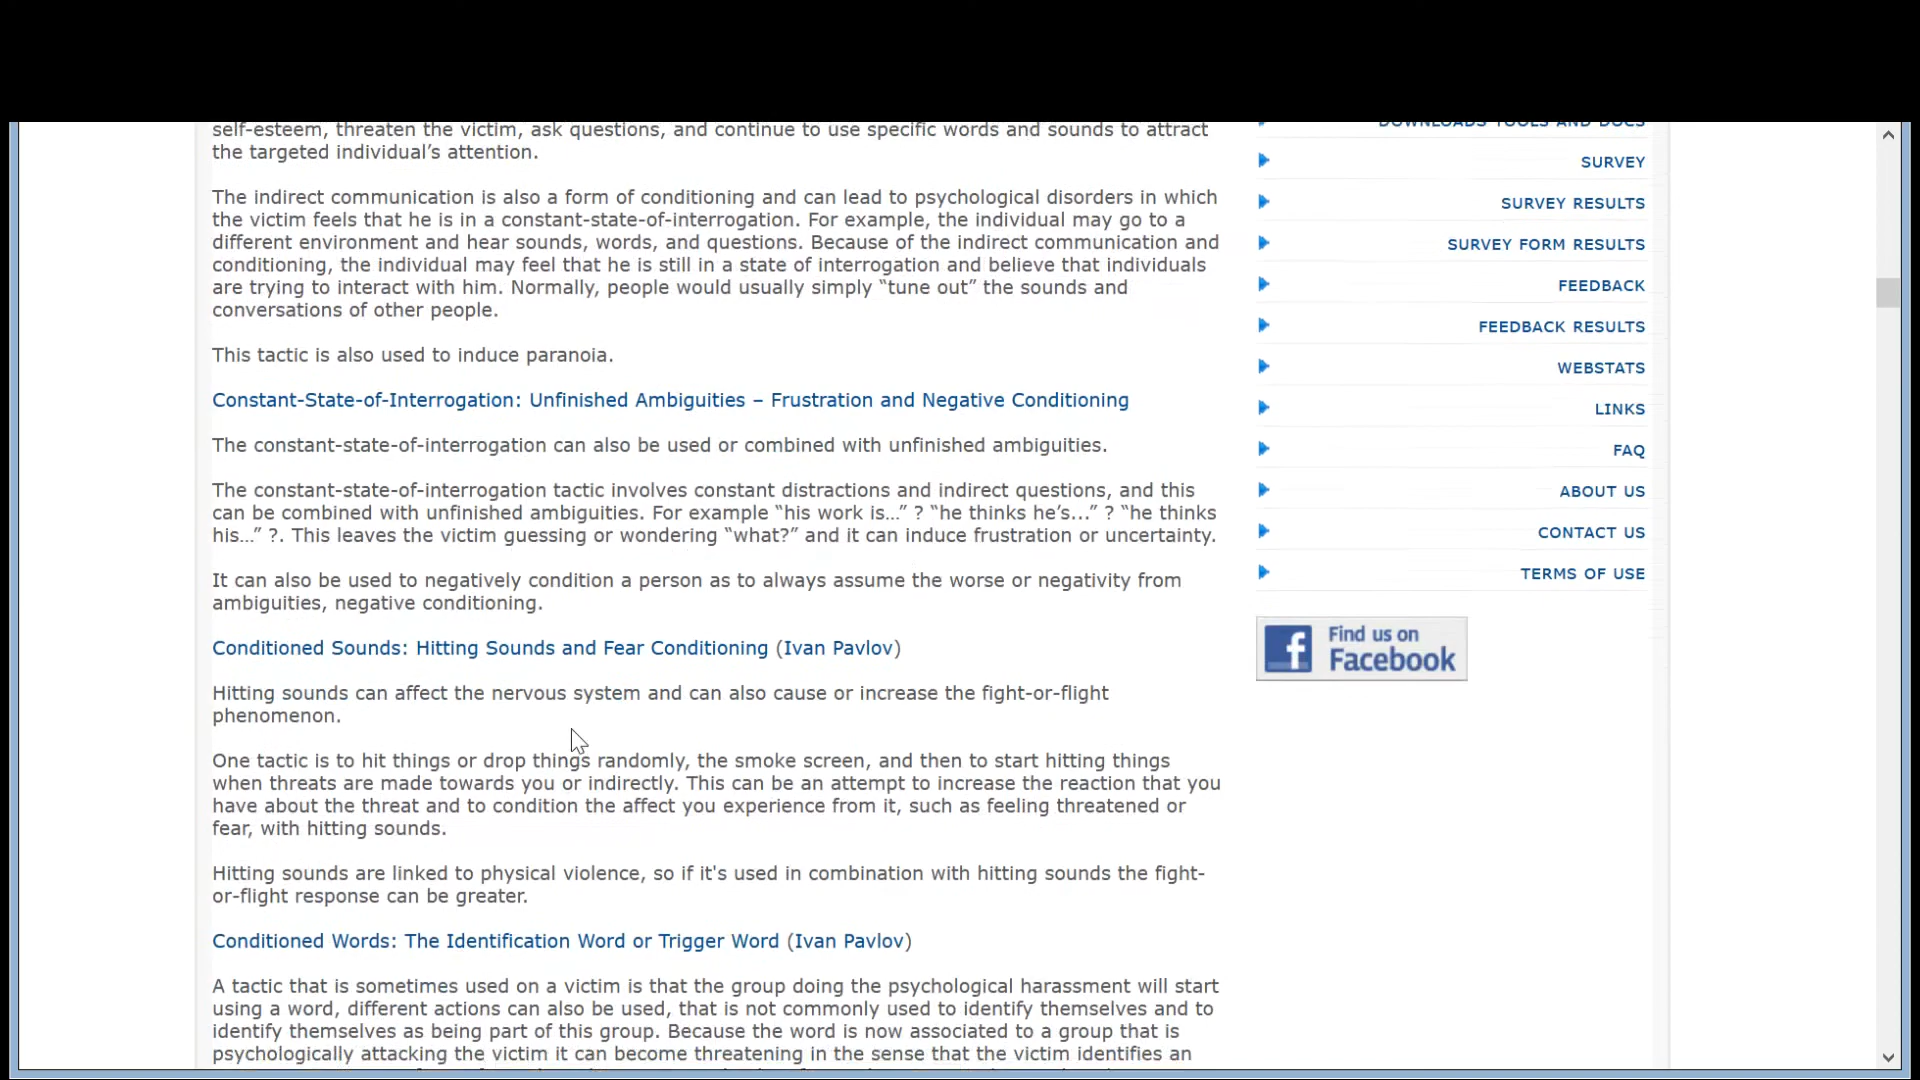 self-esteem, threaten the victim, ask questions, and continue to use specific words and sounds to attract
the targeted individual's attention.
The indirect communication is also a form of conditioning and can lead to psychological disorders in which
the victim feels that he is in a constant-state-of-interrogation. For example, the individual may go to a
different environment and hear sounds, words, and questions. Because of the indirect communication and
conditioning, the individual may feel that he is still in a state of interrogation and believe that individuals
are trying to interact with him. Normally, people would usually simply “tune out” the sounds and
conversations of other people.
This tactic is also used to induce paranoia.
Constant-State-of-Interrogation: Unfinished Ambiguities – Frustration and Negative Conditioning
The constant-state-of-interrogation can also be used or combined with unfinished ambiguities.
The constant-state-of-interrogation tactic involves constant distractions and indirect questions, and this
can be combined with unfinished ambiguities. For example “his work is…” ? “he thinks he’s…” ? “he thinks
his…” ?. This leaves the victim guessing or wondering “what?” and it can induce frustration or uncertainty.
It can also be used to negatively condition a person as to always assume the worse or negativity from
ambiguities, negative conditioning.
Conditioned Sounds: Hitting Sounds and Fear Conditioning (Ivan Pavlov)
Hitting sounds can affect the nervous system and can also cause or increase the fight-or-flight
phenomenon.
One tactic is to hit things or drop things randomly, the smoke screen, and then to start hitting things
when threats are made towards you or indirectly. This can be an attempt to increase the reaction that you
have about the threat and to condition the affect you experience from it, such as feeling threatened or
fear, with hitting sounds.
Hitting sounds are linked to physical violence, so if it's used in combination with hitting sounds the fight-
or-flight response can be greater.
Conditioned Words: The Identification Word or Trigger Word (Ivan Pavlov)
A tactic that is sometimes used on a victim is that the group doing the psychological harassment will start
using a word, different actions can also be used, that is not commonly used to identify themselves and to
identify themselves as being part of this group. Because the word is now associated to a group that is
psychologically attacking the victim it can become threatening in the sense that the victim identifies an
DOWNLOADS TOOLS AND DOCS
SURVEY
SURVEY RESULTS
SURVEY FORM RESULTS
FEEDBACK
FEEDBACK RESULTS
WEBSTATS
LINKS
FAQ
ABOUT US
CONTACT US
TERMS OF USE
Find us on
Facebook